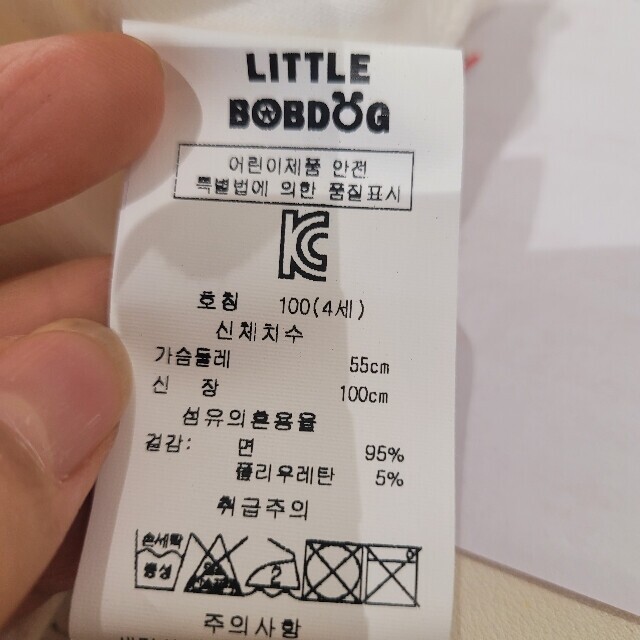 LITTLE
BOBDOG
어린이제품 안전
특별법에 의한 품질표시
KC
호칭 100(4세)
신체치수
가슴둘레 55cm
신 장 100cm
섬유의혼용율
겉감: 면 95%
폴리우레탄 5%
취급주의
손세탁
중성
2
주의사항